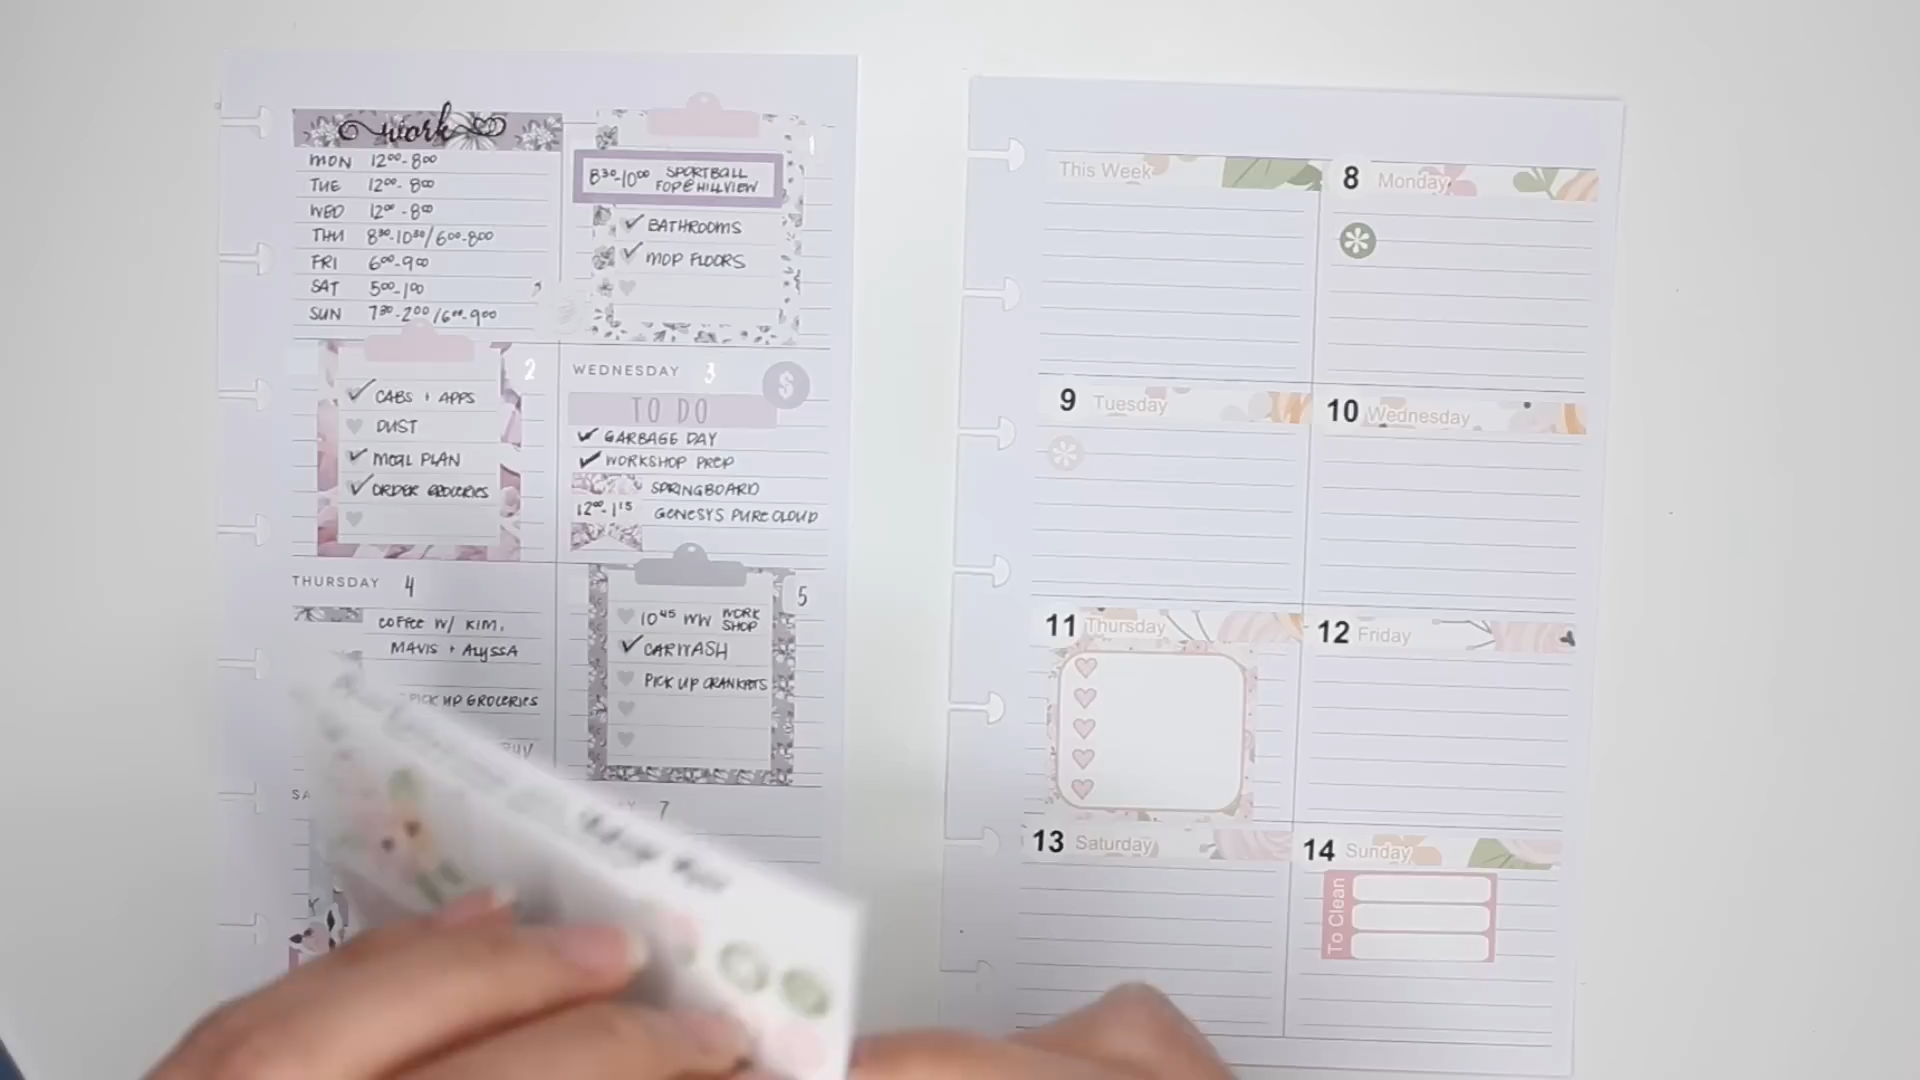 work
MON 12⁰⁰-8⁰⁰
TUE 12⁰⁰-8⁰⁰
WED 12⁰⁰-8⁰⁰
THU 8³⁰-10³⁰/6⁰⁰-8⁰⁰
FRI 6⁰⁰-9⁰⁰
SAT 5⁰⁰-1⁰⁰
SUN 7³⁰-2⁰⁰/6⁰⁰-9⁰⁰
1
8³⁰-10⁰⁰ SPORTBALL
FOP@HILLVIEW
BATHROOMS
MOP FLOORS
2
CABS + APPS
DUST
MEAL PLAN
ORDER GROCERIES
WEDNESDAY 3
$
TO DO
GARBAGE DAY
WORKSHOP PREP
SPRINGBOARD
12⁰⁰-1¹⁵ GENESYS PURE CLOUD
THURSDAY 4
COFFEE W/ KIM,
MAVIS + ALYSSA
PICK UP GROCERIES
5
10⁴⁵ WW WORK
SHOP
CARWASH
PICK UP
SA
7
This Week
8 Monday
9 Tuesday
10 Wednesday
11 Thursday
12 Friday
13 Saturday
14 Sunday
To Clean